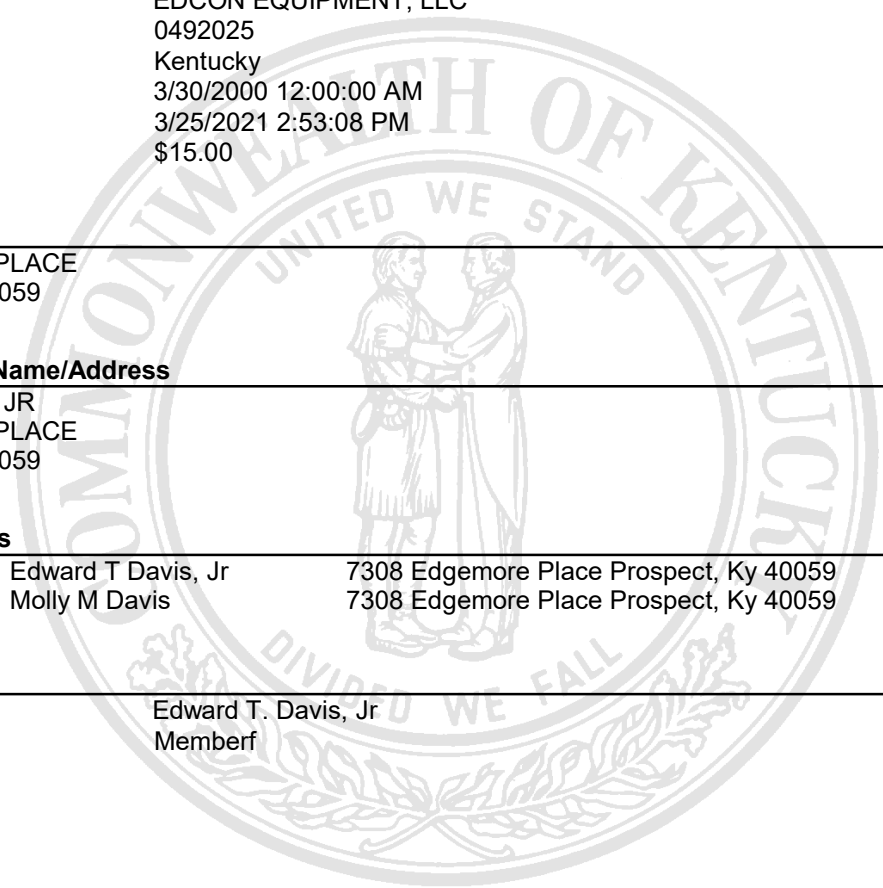 EDCON EQUIPMENT, LLC
0492025
Kentucky
3/30/2000 12:00:00 AM
3/25/2021 2:53:08 PM
$15.00
PLACE
059
Name/Address
JR
PLACE
059
s
Edward T Davis, Jr 7308 Edgemore Place Prospect, Ky 40059
Molly M Davis 7308 Edgemore Place Prospect, Ky 40059
Edward T. Davis, Jr
Memberf
COMMONWEALTH OF KENTUCKY
UNITED WE STAND
DIVIDED WE FALL